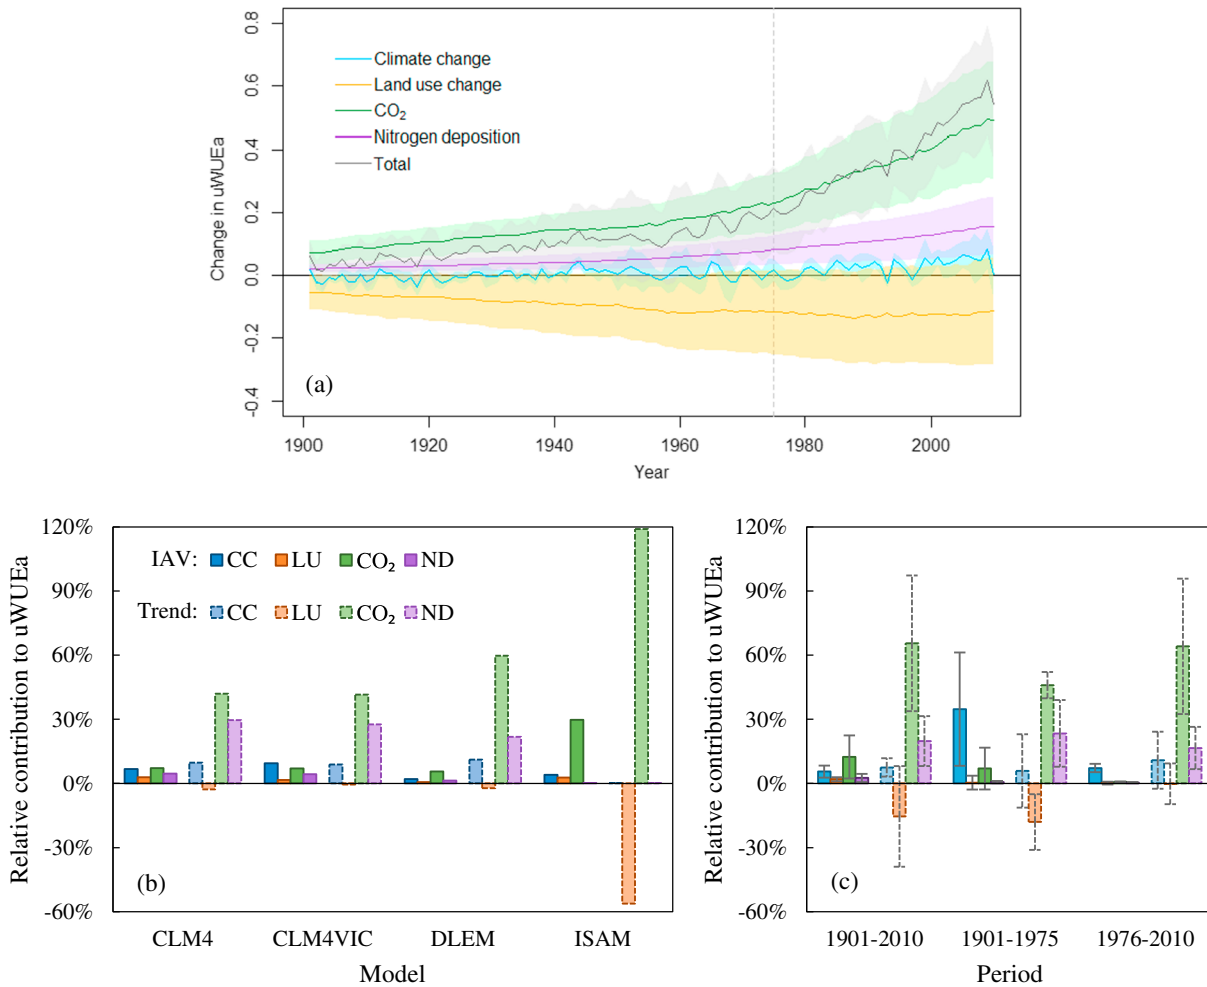 0.8
0.6
0.4
0.2
0.0
-0.2
-0.4
Change in uWUEa
Climate change
Land use change
CO₂
Nitrogen deposition
Total
(a)
1900 1920 1940 1960 1980 2000
Year
120%
90%
60%
30%
0%
-30%
-60%
Relative contribution to uWUEa
IAV: CC LU CO₂ ND
Trend: CC LU CO₂ ND
(b)
CLM4 CLM4VIC DLEM ISAM
Model
120%
90%
60%
30%
0%
-30%
-60%
Relative contribution to uWUEa
(c)
1901-2010 1901-1975 1976-2010
Period